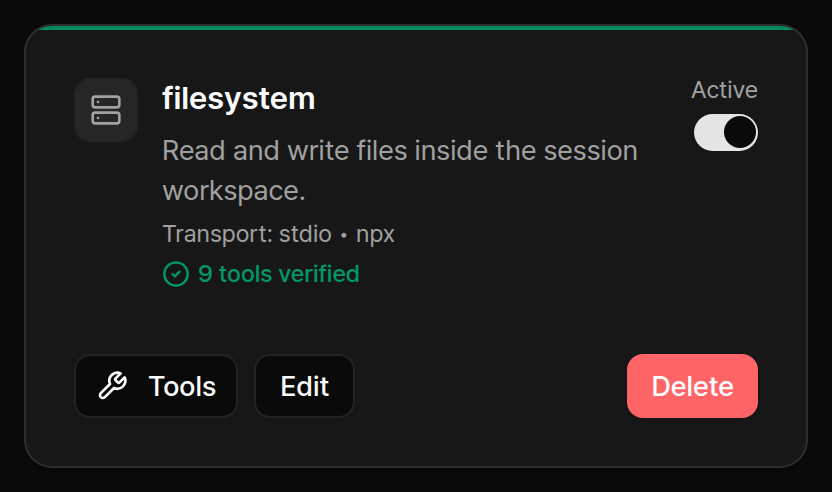 filesystem
Active
Read and write files inside the session
workspace.
Transport: stdio • npx
9 tools verified
Tools
Edit
Delete